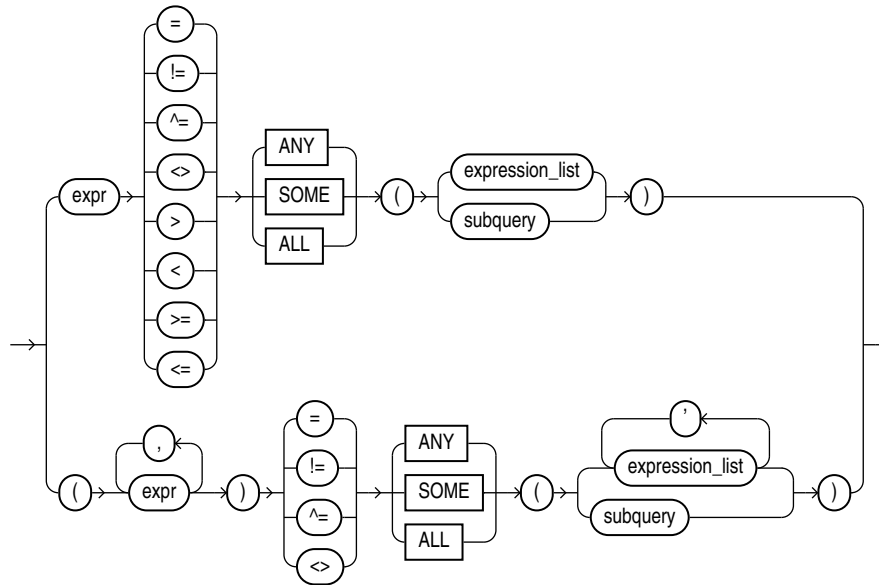 =
!=
^=
<>
>
<
>=
<=
expr
ANY
SOME
ALL
(
expression_list
subquery
)
(
,
expr
)
=
!=
^=
<>
ANY
SOME
ALL
(
,
expression_list
subquery
)